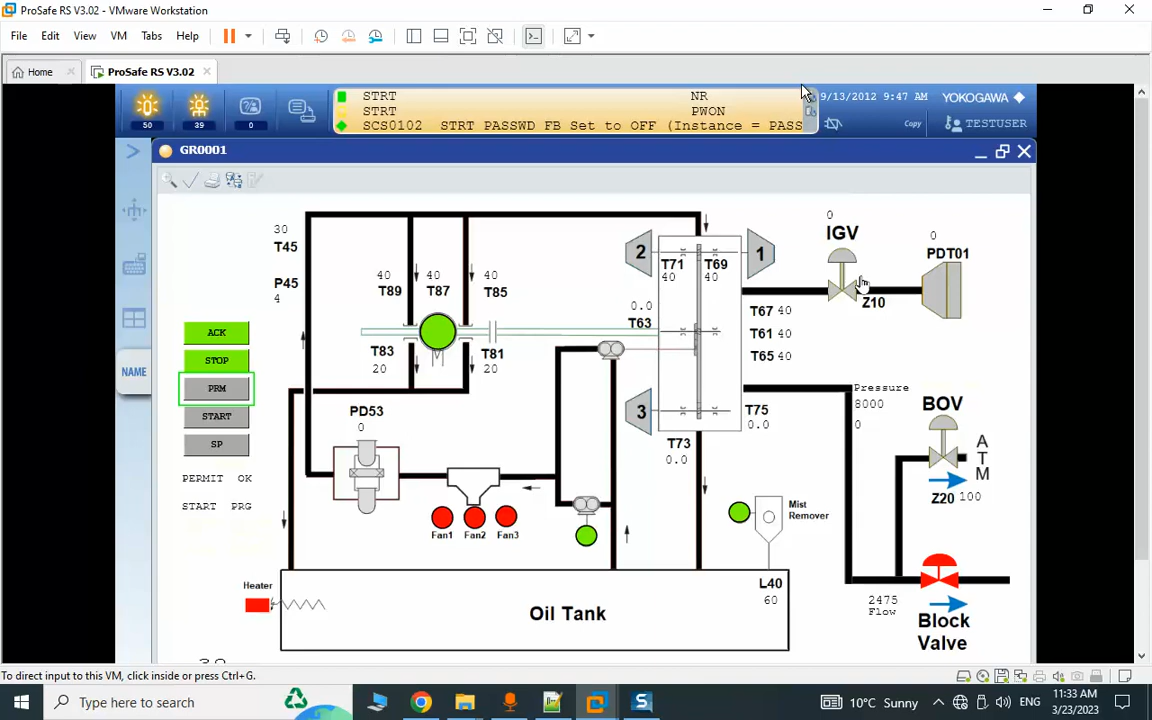 ProSafe RS V3.02 - VMware Workstation
File Edit View VM Tabs Help
Home ProSafe RS V3.02
STRT NR
STRT PWON
SCS0102 STRT PASSWD FB Set to OFF (Instance = PASS
50 39 0
9/13/2012 9:47 AM YOKOGAWA
Copy TESTUSER
GR0001
NAME
30
T45
P45
4
40 40 40
T89 T87 T85
T83 T81
20 20
2 1
T71 T69
40 40
0.0
T63
0
IGV
0
PDT01
Z10
T67 40
T61 40
T65 40
ACK
STOP
PRM
START
SP
PERMIT OK
START PRG
PD53
0
3
T75
0.0
T73
0.0
Pressure
8000
0
BOV
A
T
M
Z20 100
Fan1 Fan2 Fan3
Mist
Remover
Heater
L40
60
Oil Tank
2475
Flow
Block
Valve
To direct input to this VM, click inside or press Ctrl+G.
Type here to search
10°C Sunny
ENG
11:33 AM
3/23/2023